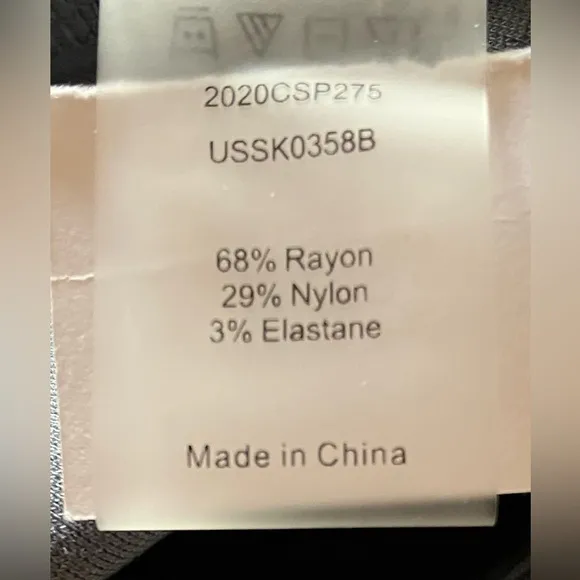 2020CSP275
USSK0358B
68% Rayon
29% Nylon
3% Elastane
Made in China